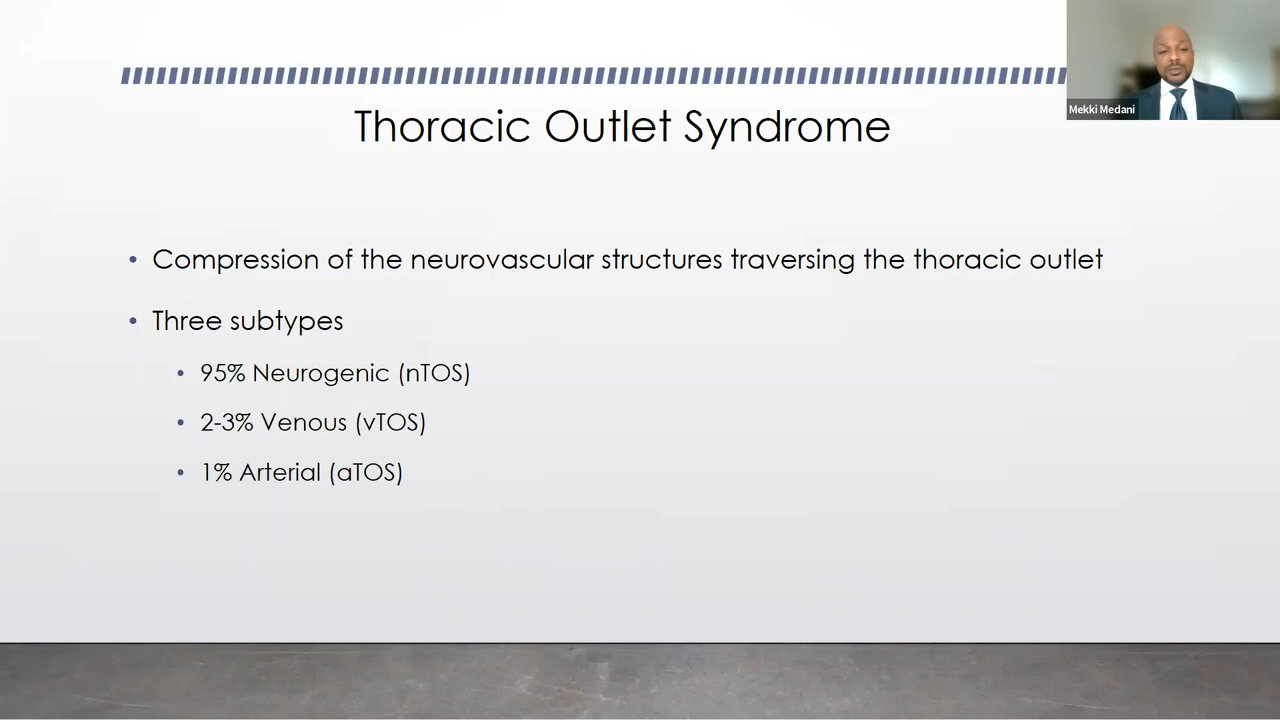 Mekki Medani
Thoracic Outlet Syndrome
• Compression of the neurovascular structures traversing the thoracic outlet
• Three subtypes
• 95% Neurogenic (nTOS)
• 2-3% Venous (vTOS)
• 1% Arterial (aTOS)